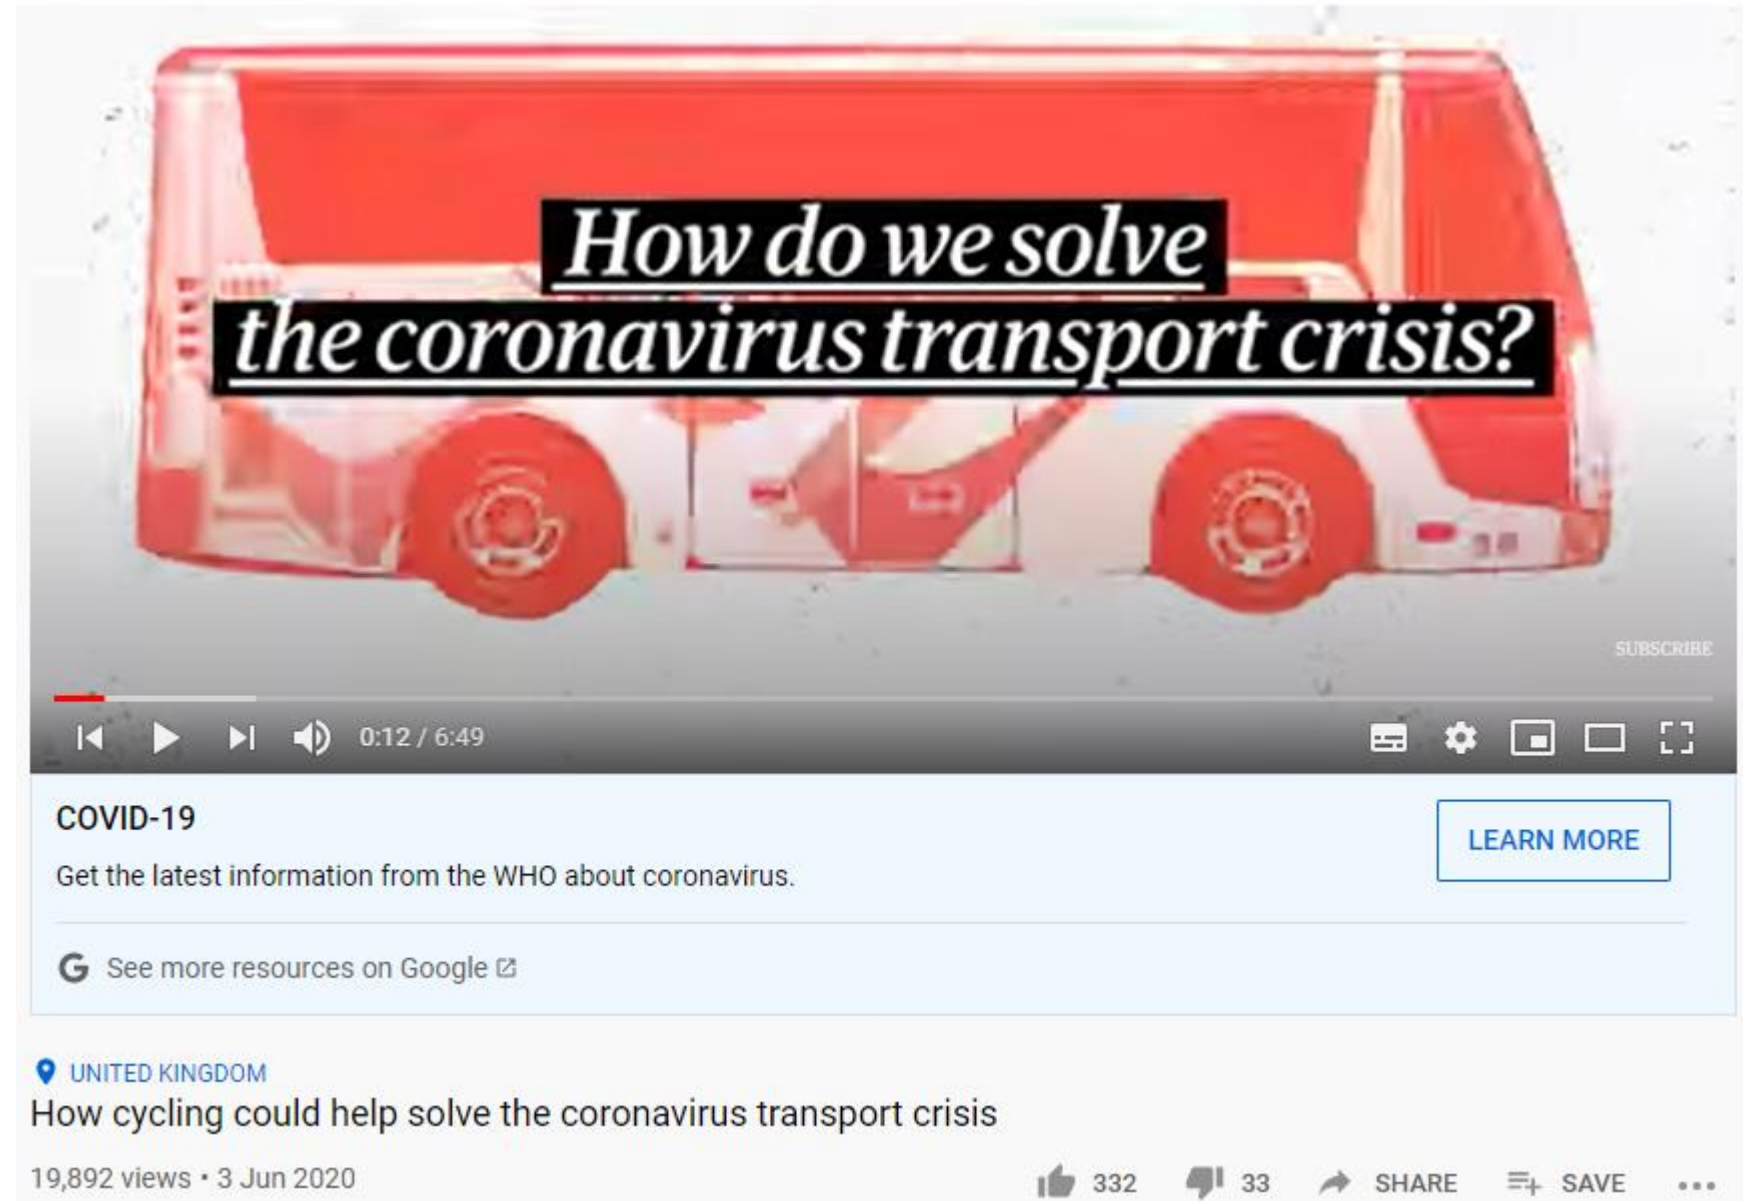 How do we solve
the coronavirus transport crisis?
SUBSCRIBE
0:12 / 6:49
COVID-19
LEARN MORE
Get the latest information from the WHO about coronavirus.
G See more resources on Google
UNITED KINGDOM
How cycling could help solve the coronavirus transport crisis
19,892 views • 3 Jun 2020 332 33 SHARE SAVE